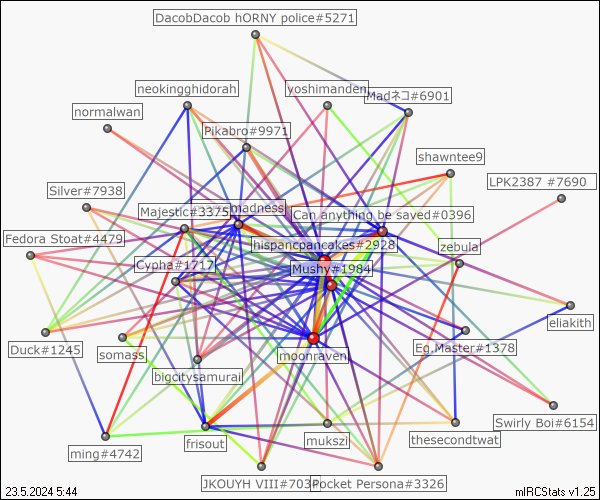 DacobDacob hORNY police#5271
neokingghidorah
yoshimanden
Madネコ#6901
normalwan
Pikabro#9971
shawntee9
LPK2387 #7690
Silver#7938
Majestic#3375
madness
Can anything be saved#0396
Fedora Stoat#4479
hispancpancakes#2928
zebula
Cypha#1717
Mushy#1984
eliakith
Duck#1245
somass
moonraven
Eg.Master#1378
bigcitysamurai
Swirly Boi#6154
ming#4742
frisout
mukszi
thesecondtwat
JKOUYH VIII#703
Pocket Persona#3326
23.5.2024 5:44
mIRCStats v1.25